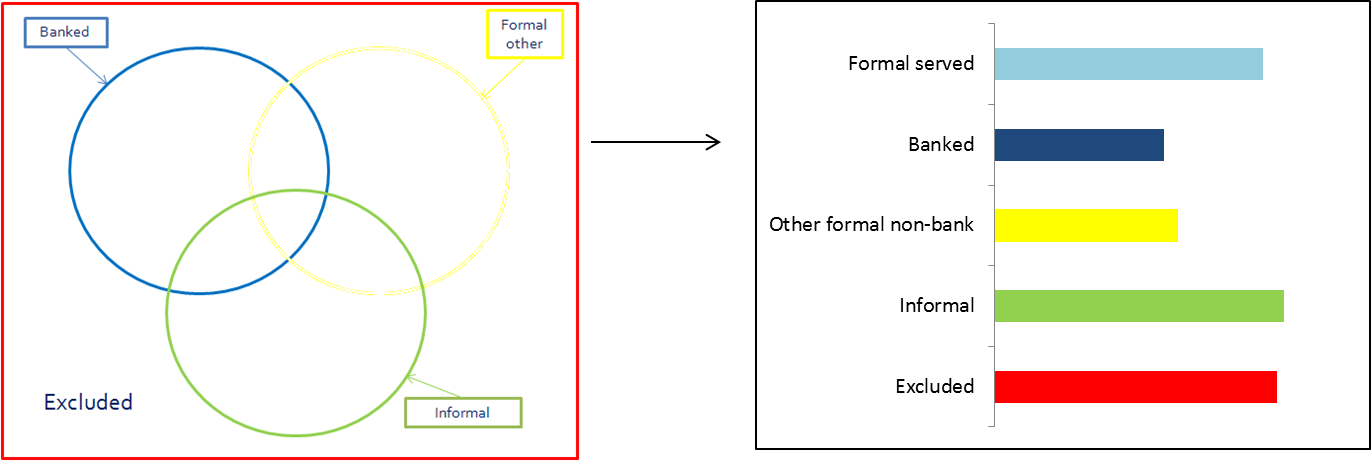 Banked
Formal
other
Excluded
Informal
Formal served
Banked
Other formal non-bank
Informal
Excluded